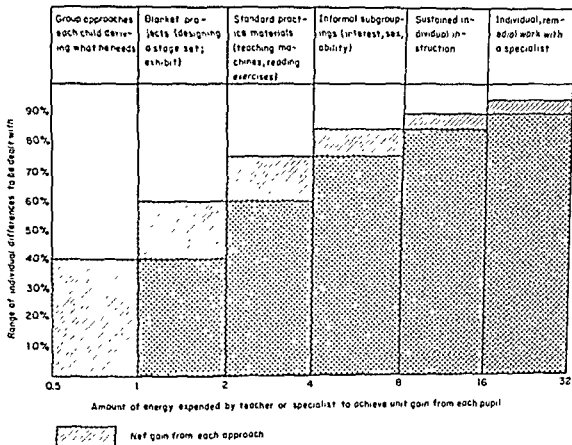 Group approaches
each child deriving
what he needs
Blanket pro-
jects (designing
a stage set;
exhibit)
Standard pract-
ice materials
(teaching ma-
chines, reading
exercises)
Informal subgroup-
ings (interest, sex,
ability)
Sustained in-
dividual in-
struction
Individual, rem-
edial work with
a specialist
Range of individual differences to be dealt with
90%
80%
70%
60%
50%
40%
30%
20%
10%
0.5 1 2 4 8 16 32
Amount of energy expended by teacher or specialist to achieve unit gain from each pupil
Net gain from each approach